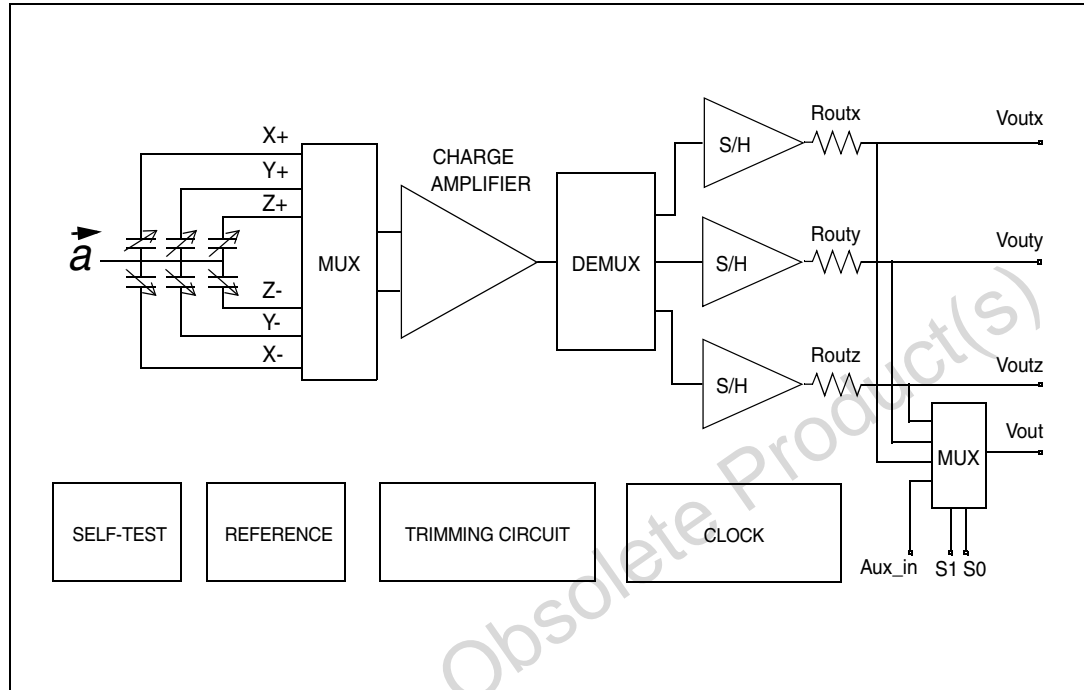 X+
Y+
Z+
a
Z-
Y-
X-
MUX
CHARGE
AMPLIFIER
DEMUX
S/H
Routx
Voutx
S/H
Routy
Vouty
S/H
Routz
Voutz
Vout
MUX
Aux_in
S1
S0
SELF-TEST
REFERENCE
TRIMMING CIRCUIT
CLOCK
Obsolete Product(s)